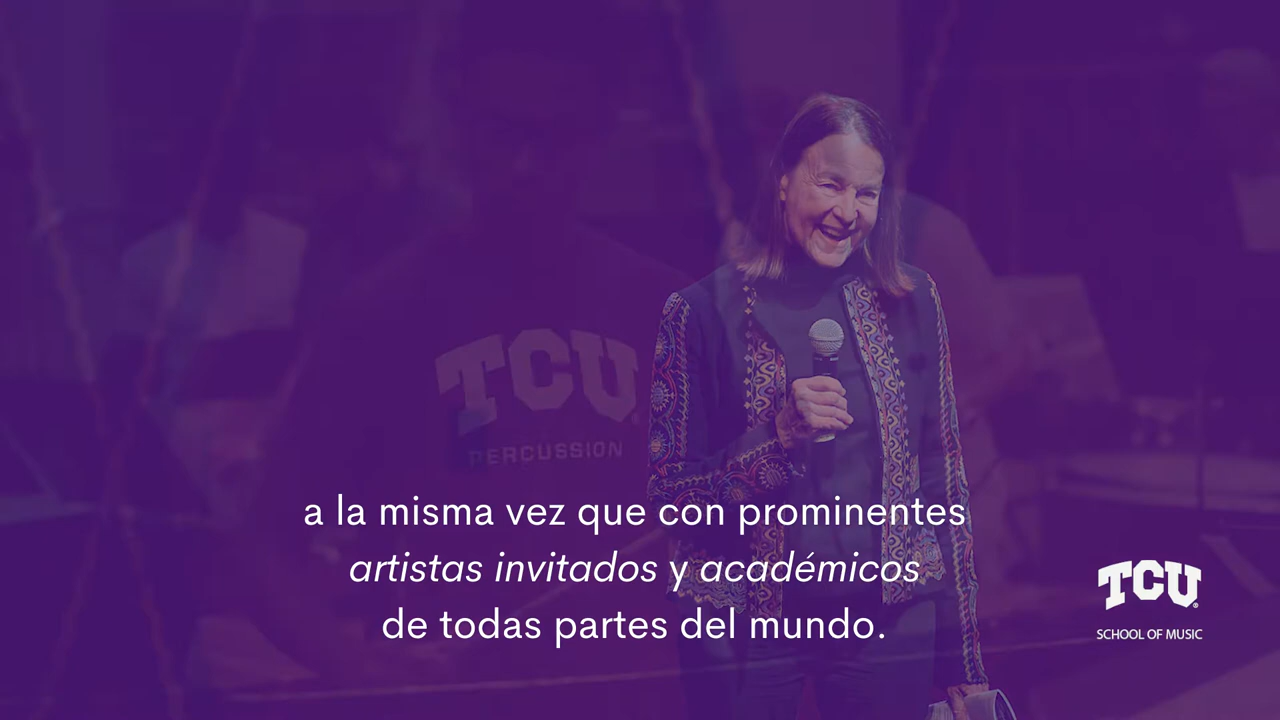 TCU
PERCUSSION
a la misma vez que con prominentes
artistas invitados y académicos
de todas partes del mundo.
TCU®
SCHOOL OF MUSIC